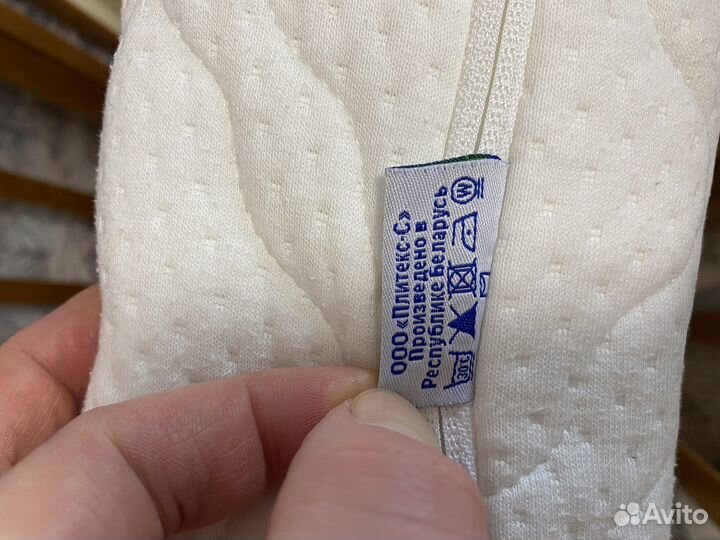 ООО «Плитекс-С»
Произведено в
Республике Беларусь
30°C
W
Avito